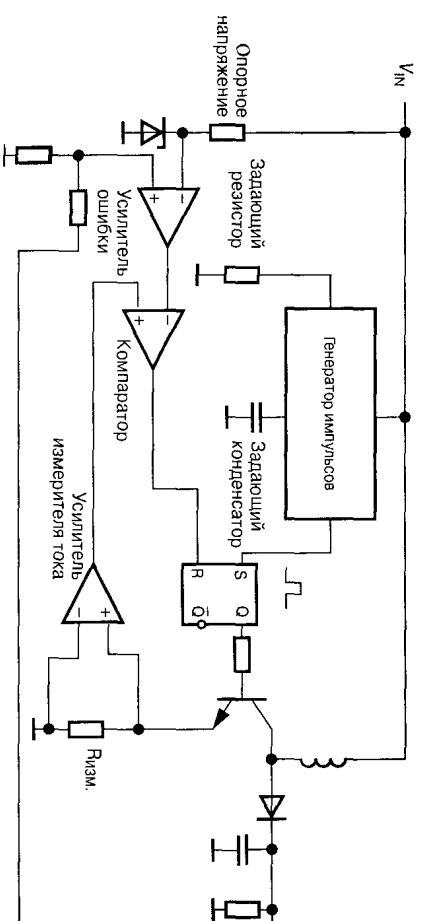 V_IN
Опорное
напряжение
Задающий
резистор
Генератор импульсов
Усилитель
ошибки
−
+
Компаратор
−
+
Задающий
конденсатор
S
Q
R
Q̅
Усилитель
измерителя тока
+
−
Rизм.